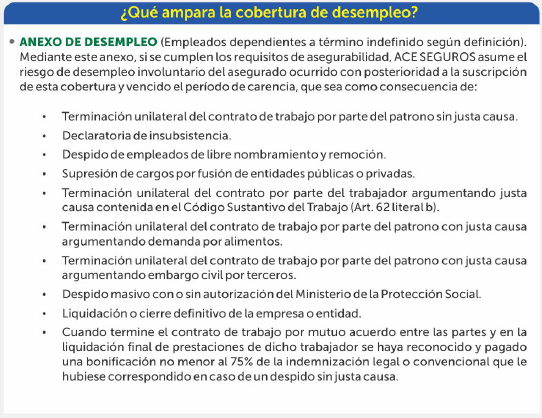 ¿Qué ampara la cobertura de desempleo?
• ANEXO DE DESEMPLEO (Empleados dependientes a término indefinido según definición).
Mediante este anexo, si se cumplen los requisitos de asegurabilidad, ACE SEGUROS asume el
riesgo de desempleo involuntario del asegurado ocurrido con posterioridad a la suscripción
de esta cobertura y vencido el período de carencia, que sea como consecuencia de:
• Terminación unilateral del contrato de trabajo por parte del patrono sin justa causa.
• Declaratoria de insubsistencia.
• Despido de empleados de libre nombramiento y remoción.
• Supresión de cargos por fusión de entidades públicas o privadas.
• Terminación unilateral del contrato por parte del trabajador argumentando justa
causa contenida en el Código Sustantivo del Trabajo (Art. 62 literal b).
• Terminación unilateral del contrato de trabajo por parte del patrono con justa causa
argumentando demanda por alimentos.
• Terminación unilateral del contrato de trabajo por parte del patrono con justa causa
argumentando embargo civil por terceros.
• Despido masivo con o sin autorización del Ministerio de la Protección Social.
• Liquidación o cierre definitivo de la empresa o entidad.
• Cuando termine el contrato de trabajo por mutuo acuerdo entre las partes y en la
liquidación final de prestaciones de dicho trabajador se haya reconocido y pagado
una bonificación no menor al 75% de la indemnización legal o convencional que le
hubiese correspondido en caso de un despido sin justa causa.